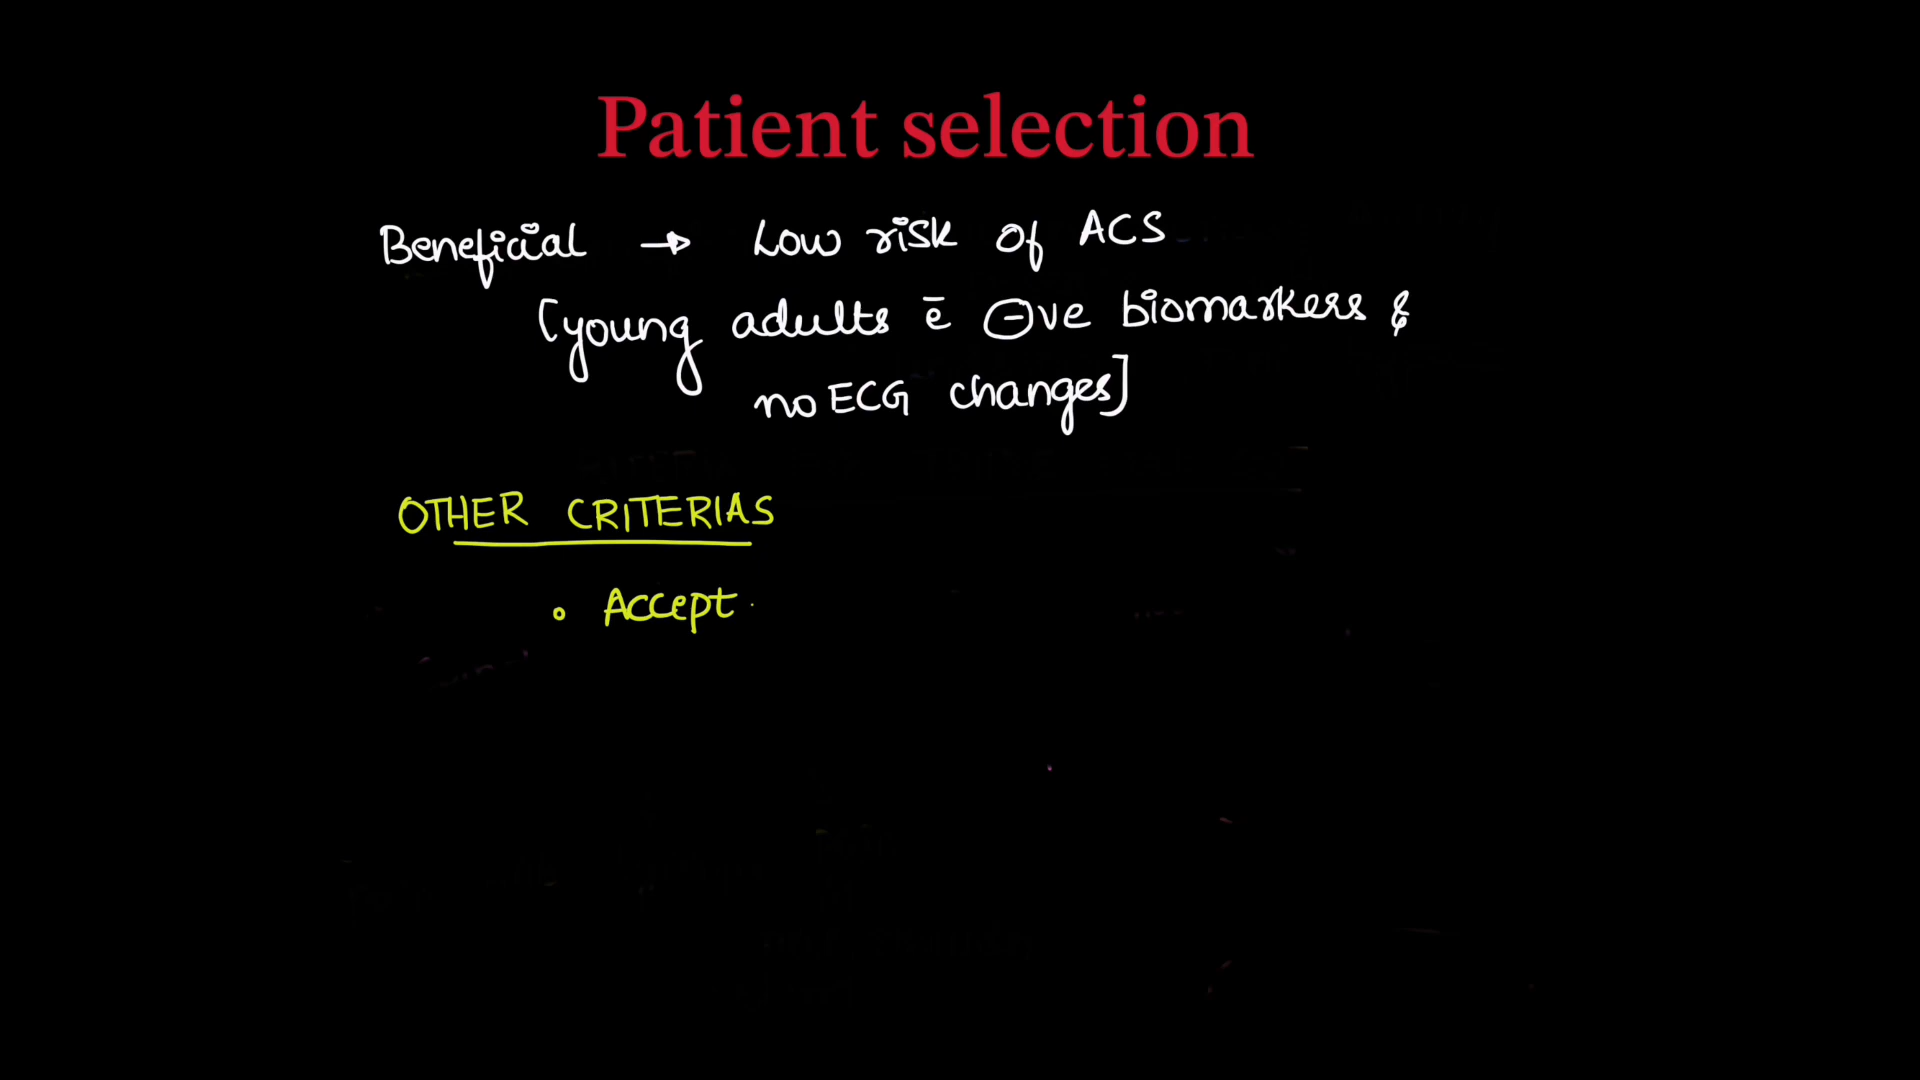 Patient selection
Beneficial → Low risk of ACS
(young adults ē ⊖ve biomarkers &
no ECG changes]
OTHER CRITERIAS
• Accept